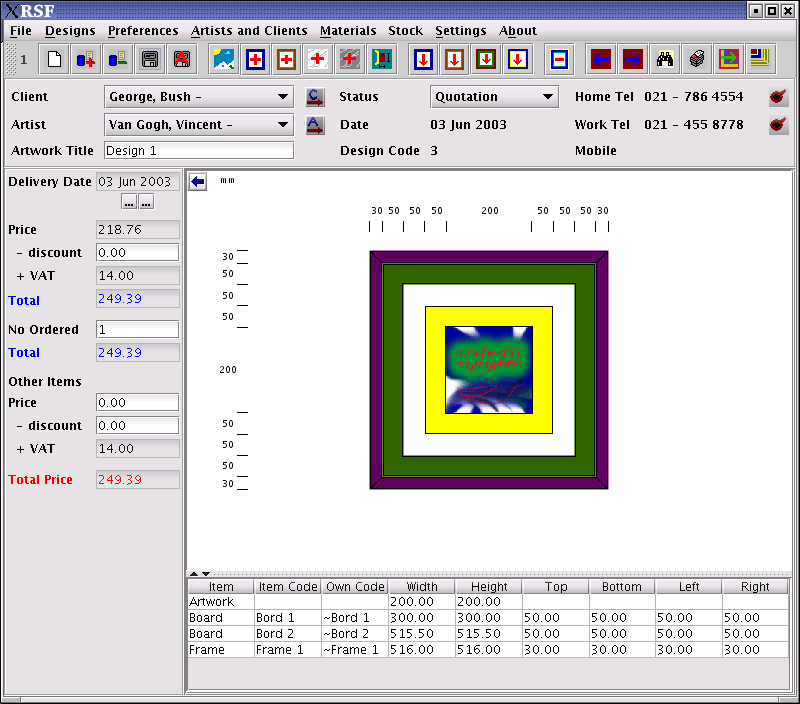 XRSF
File Designs Preferences Artists and Clients Materials Stock Settings About
1
Client George, Bush – C Status Quotation Home Tel 021 – 786 4554
Artist Van Gogh, Vincent – A Date 03 Jun 2003 Work Tel 021 – 455 8778
Artwork Title Design 1 Design Code 3 Mobile
Delivery Date 03 Jun 2003
... ...
Price 218.76
– discount 0.00
+ VAT 14.00
Total 249.39
No Ordered 1
Total 249.39
Other Items
Price 0.00
– discount 0.00
+ VAT 14.00
Total Price 249.39
mm
30 50 50 50 200 50 50 50 30
30
50
50
50
200
50
50
50
30
Item Item Code Own Code Width Height Top Bottom Left Right
Artwork 200.00 200.00
Board Bord 1 ~Bord 1 300.00 300.00 50.00 50.00 50.00 50.00
Board Bord 2 ~Bord 2 515.50 515.50 50.00 50.00 50.00 50.00
Frame Frame 1 ~Frame 1 516.00 516.00 30.00 30.00 30.00 30.00